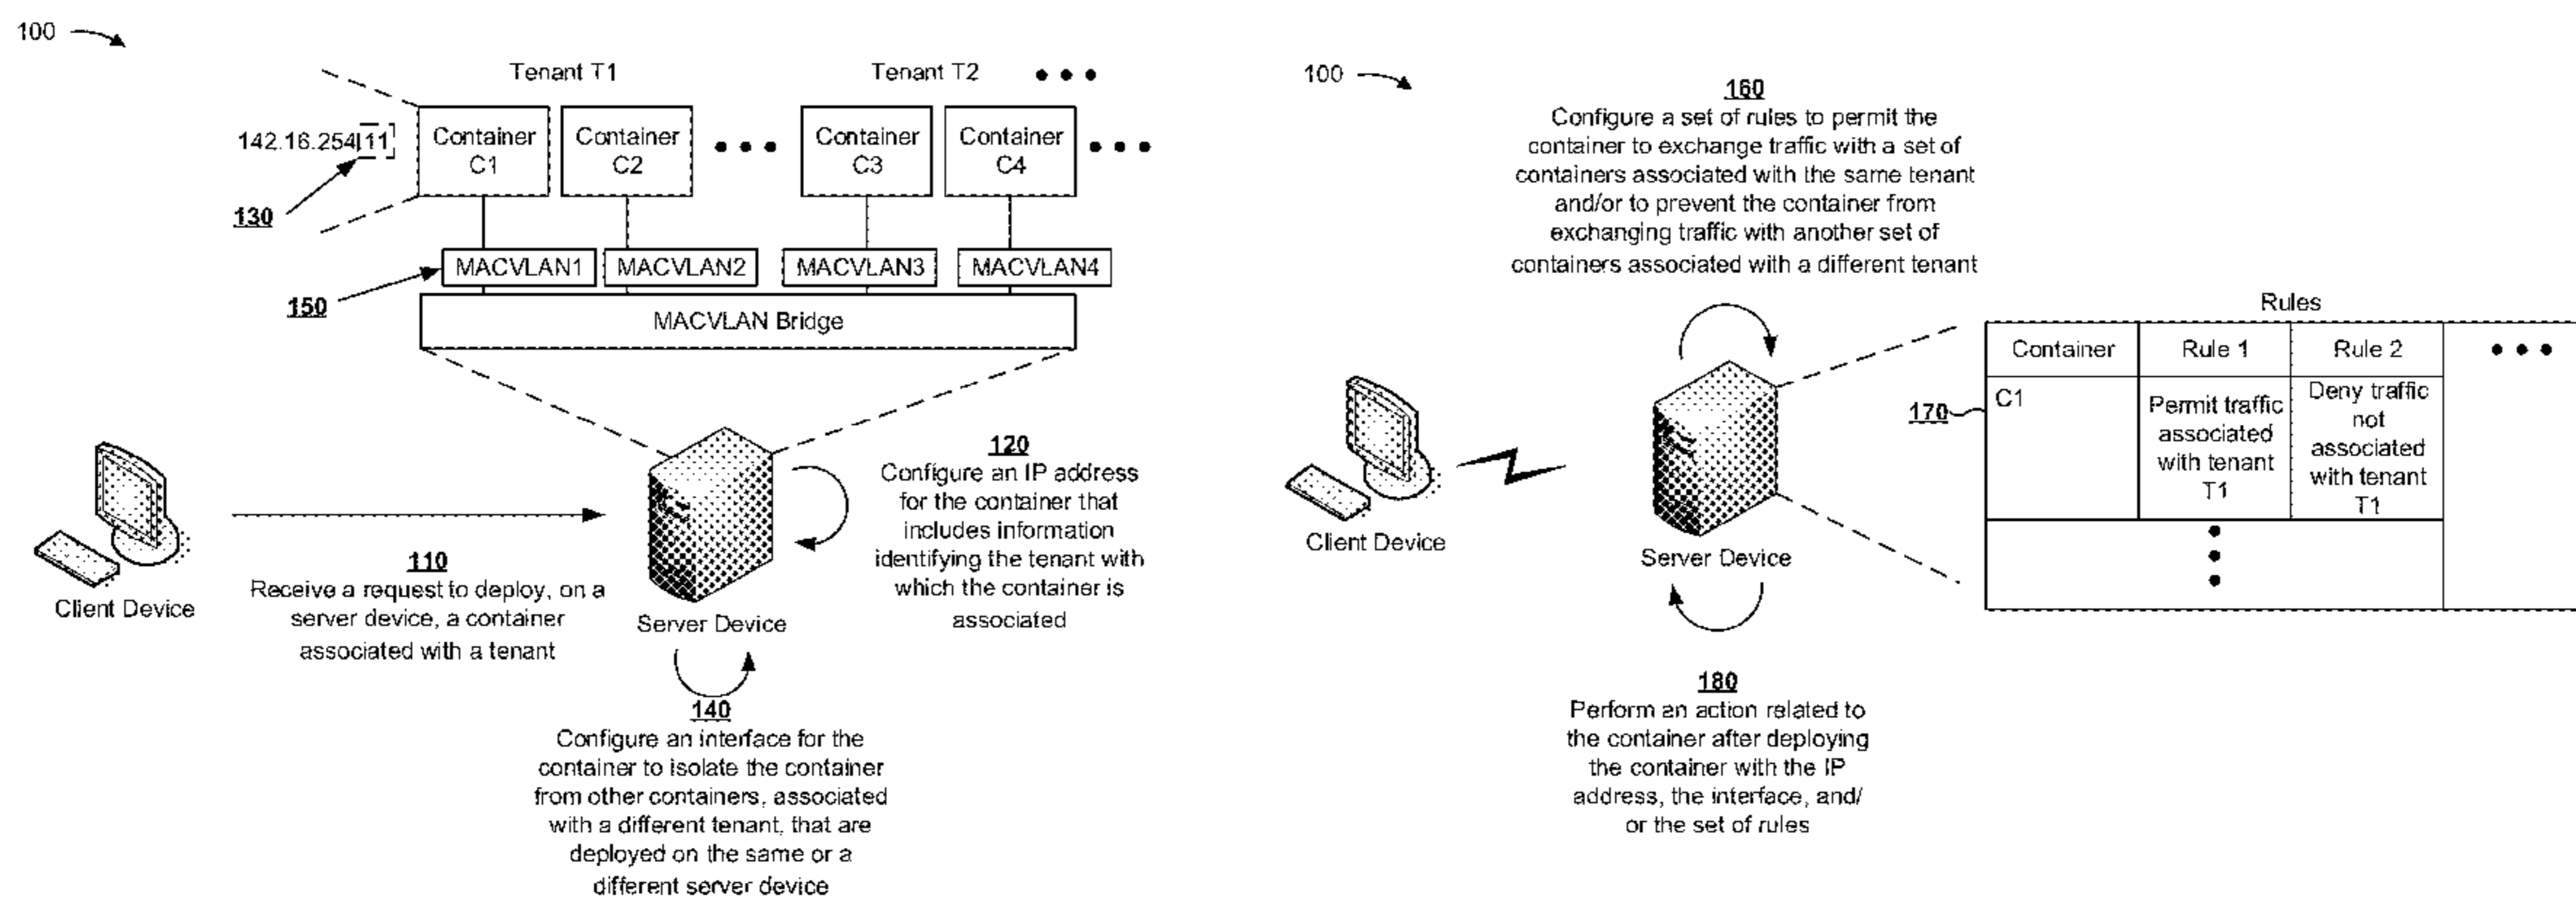 100
Tenant T1
Tenant T2
142.16.254.11
130
Container
C1
Container
C2
Container
C3
Container
C4
150
MACVLAN1
MACVLAN2
MACVLAN3
MACVLAN4
MACVLAN Bridge
Client Device
110
Receive a request to deploy, on a
server device, a container
associated with a tenant
Server Device
120
Configure an IP address
for the container that
includes information
identifying the tenant with
which the container is
associated
140
Configure an interface for the
container to isolate the container
from other containers, associated
with a different tenant, that are
deployed on the same or a
different server device
100
160
Configure a set of rules to permit the
container to exchange traffic with a set of
containers associated with the same tenant
and/or to prevent the container from
exchanging traffic with another set of
containers associated with a different tenant
Client Device
Server Device
Rules
Container
Rule 1
Rule 2
170
C1
Permit traffic
associated
with tenant
T1
Deny traffic
not
associated
with tenant
T1
180
Perform an action related to
the container after deploying
the container with the IP
address, the interface, and/
or the set of rules